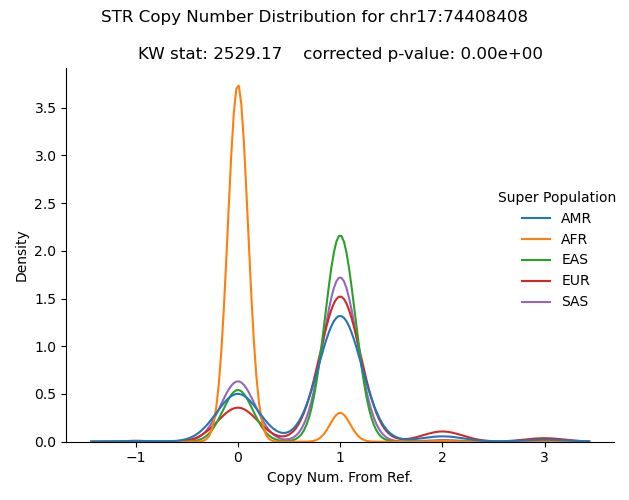 STR Copy Number Distribution for chr17:74408408
KW stat: 2529.17    corrected p-value: 0.00e+00
3.5
3.0
2.5
2.0
1.5
1.0
0.5
0.0
Density
Super Population
AMR
AFR
EAS
EUR
SAS
−1
0
1
2
3
Copy Num. From Ref.